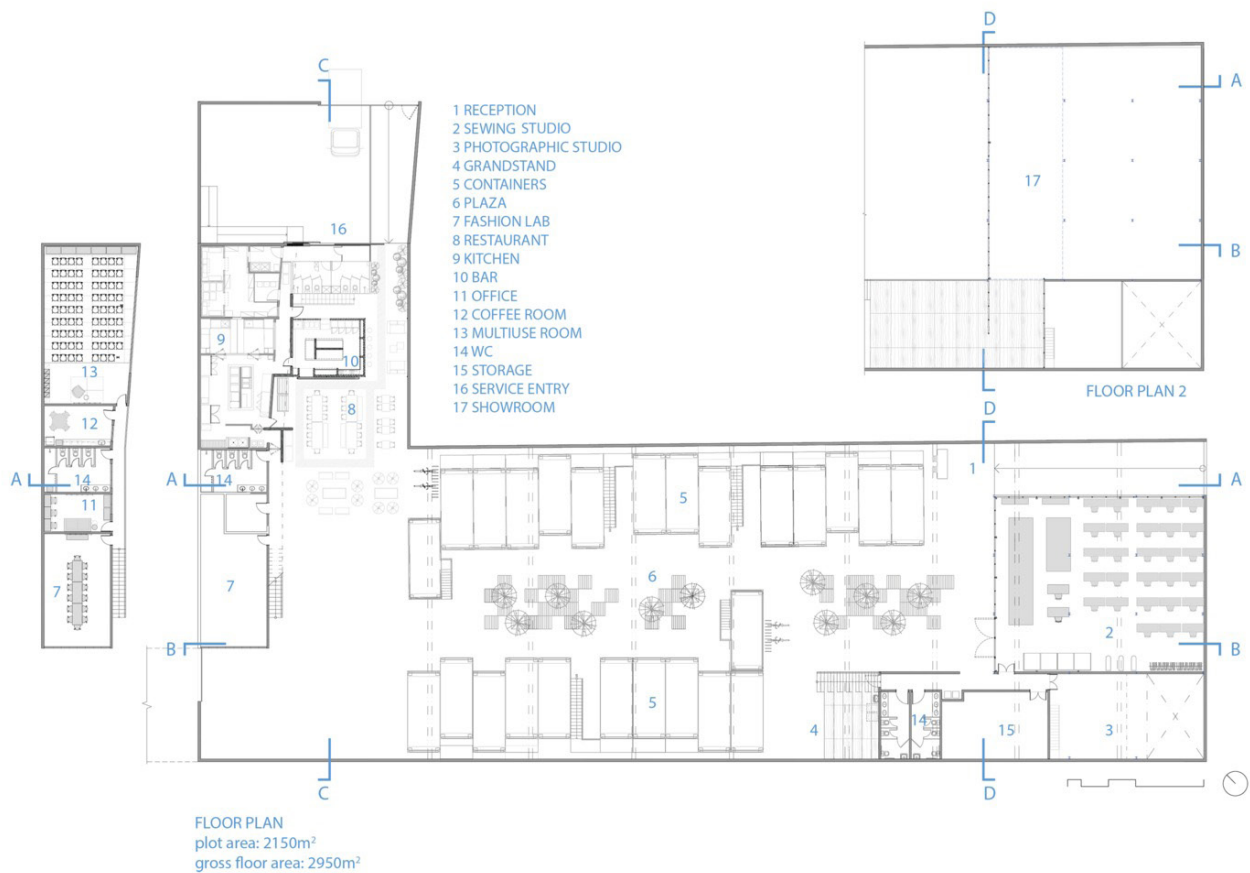 D
C
A
1 RECEPTION
2 SEWING STUDIO
3 PHOTOGRAPHIC STUDIO
4 GRANDSTAND
5 CONTAINERS
6 PLAZA
7 FASHION LAB
8 RESTAURANT
9 KITCHEN
10 BAR
11 OFFICE
12 COFFEE ROOM
13 MULTIUSE ROOM
14 WC
15 STORAGE
16 SERVICE ENTRY
17 SHOWROOM
17
16
B
9
10
13
D
FLOOR PLAN 2
8
D
12
1
A
14
A
14
A
5
11
6
7
7
2
B
B
5
14
4
15
3
C
D
FLOOR PLAN
plot area: 2150m²
gross floor area: 2950m²